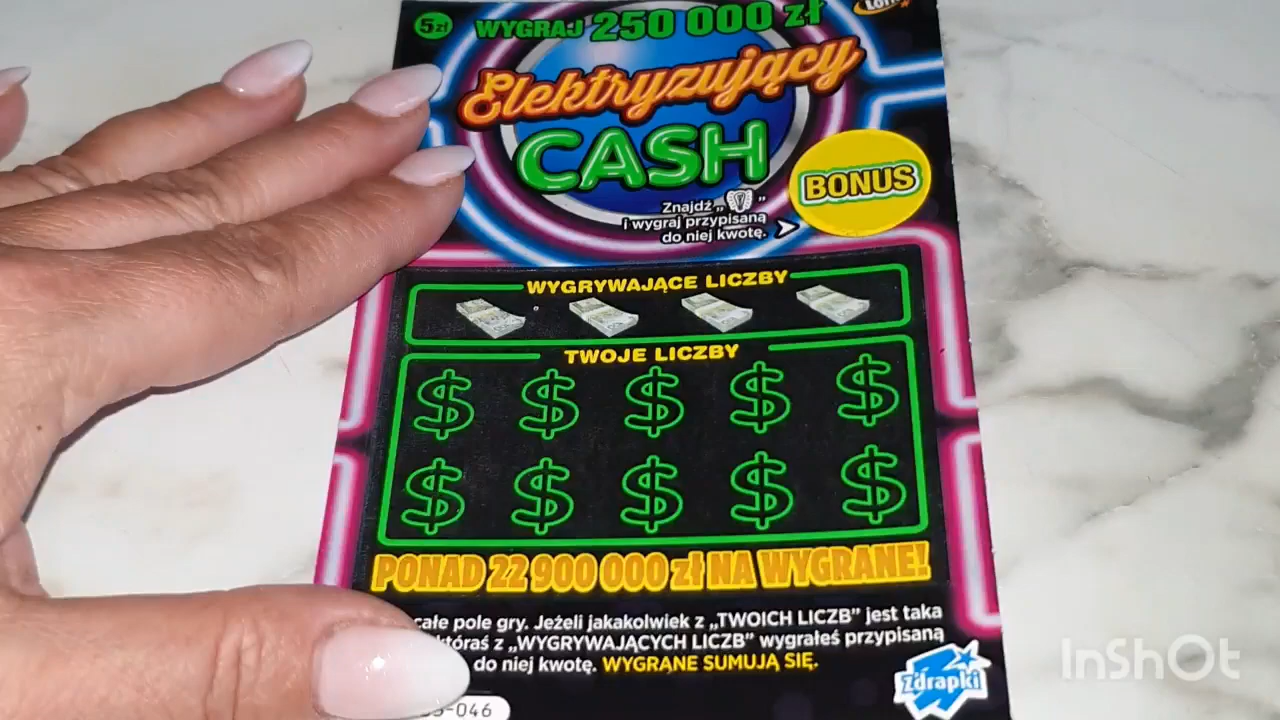 5zł WYGRAJ 250 000 zł
Elektryzujący
CASH
BONUS
Znajdź „ ”
i wygraj przypisaną
do niej kwotę.
WYGRYWAJĄCE LICZBY
TWOJE LICZBY
$ $ $ $ $
$ $ $ $ $
PONAD 22 900 000 zł NA WYGRANE!
całe pole gry. Jeżeli jakakolwiek z „TWOICH LICZB” jest taka
z „WYGRYWAJĄCYCH LICZB” wygrałeś przypisaną
do niej kwotę. WYGRANE SUMUJĄ SIĘ.
Zdrapki
-046
InShOt